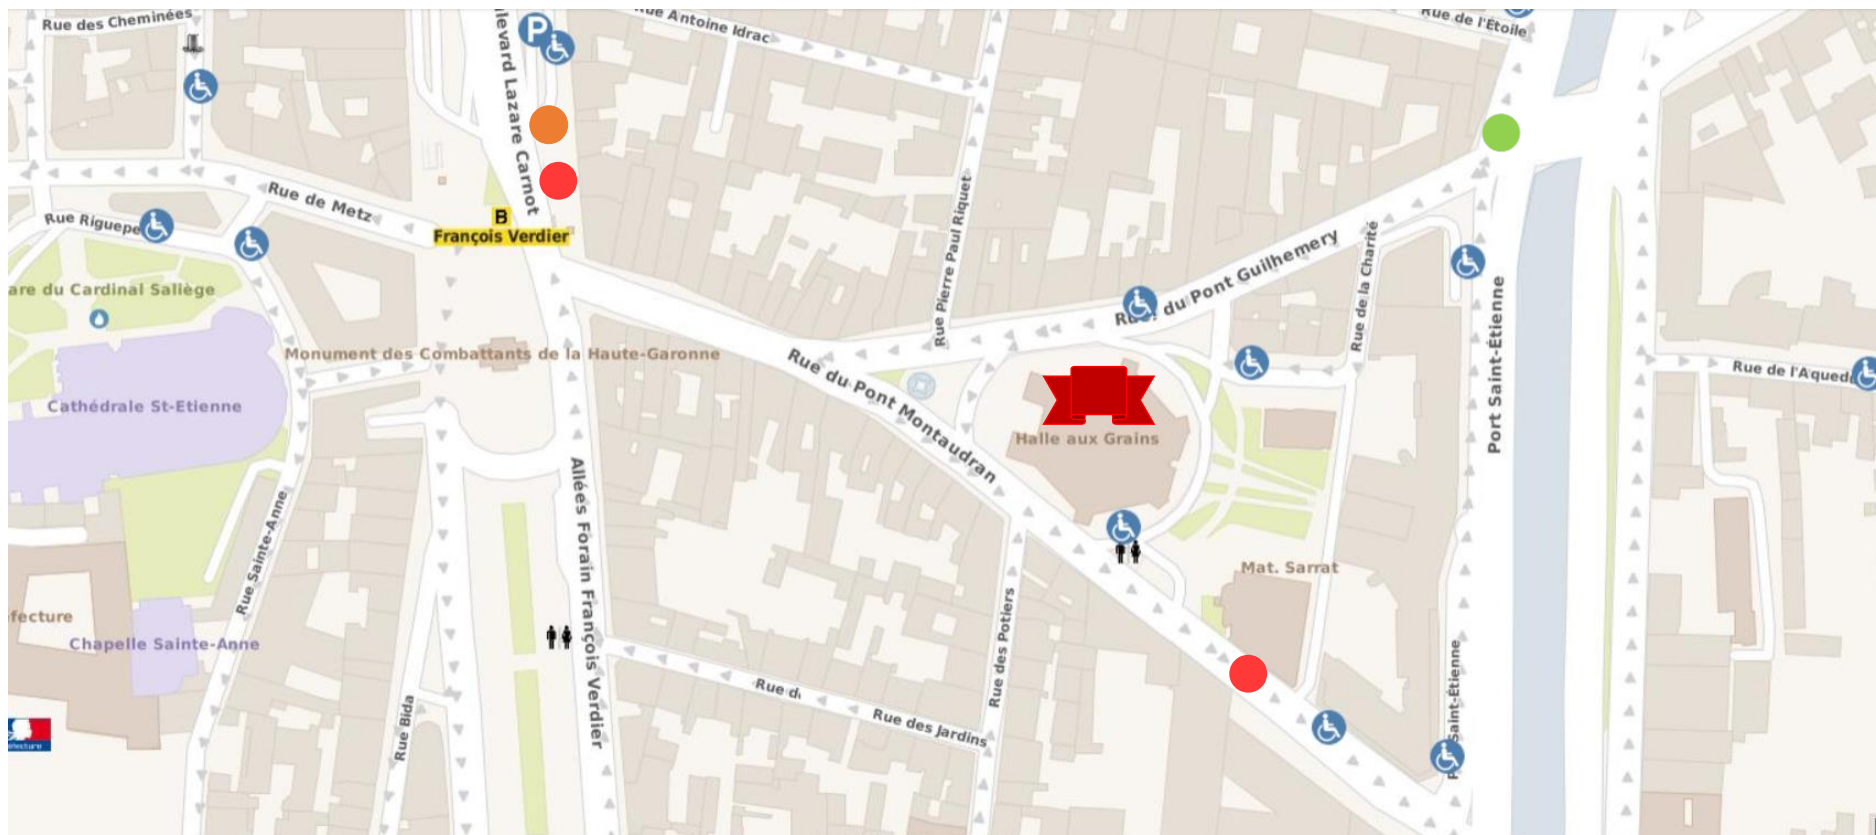 Rue des Cheminées
levard Lazare Carnot
P
Rue Antoine Idrac
Rue de l'Étoile
Rue de Metz
Rue Riguepe
B
François Verdier
are du Cardinal Saliège
Rue Pierre Paul Riquet
du Pont Guilhemery
Rue de la Charité
Port Saint-Étienne
Monument des Combattants de la Haute-Garonne
Rue du Pont Montaudran
Rue de l'Aqued
Cathédrale St-Etienne
Halle aux Grains
Allées Forain François Verdier
Rue Sainte-Anne
Mat. Sarrat
fecture
Chapelle Sainte-Anne
Rue des Potiers
Rue Bida
Rue d
Rue des Jardins
Saint-Étienne